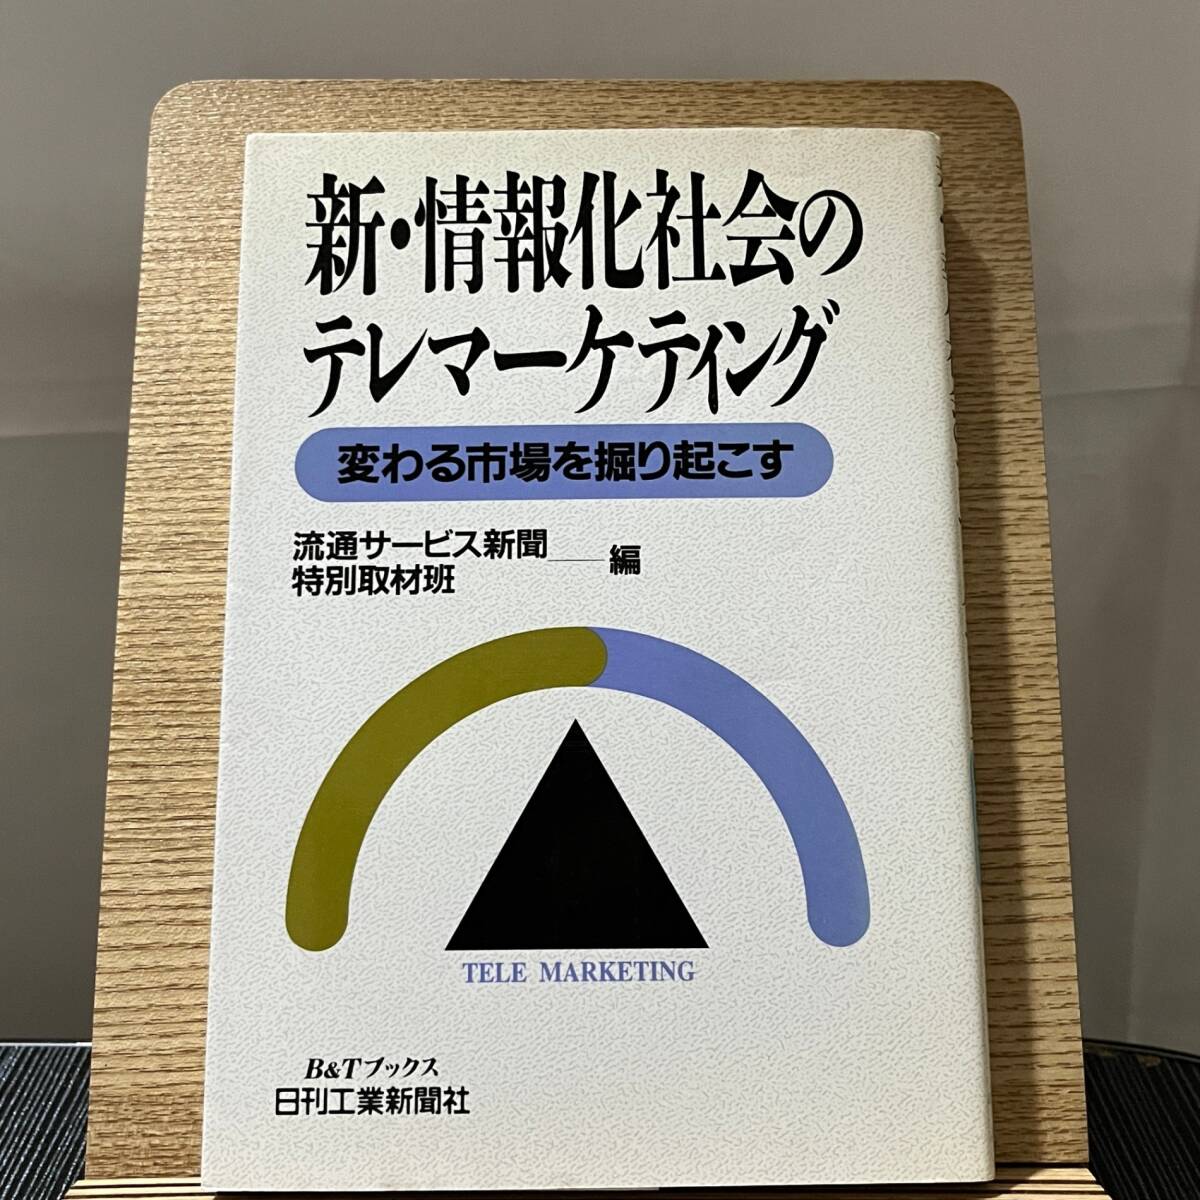 新・情報化社会の
テレマーケティング
変わる市場を掘り起こす
流通サービス新聞
特別取材班
編
TELE MARKETING
B&Tブックス
日刊工業新聞社